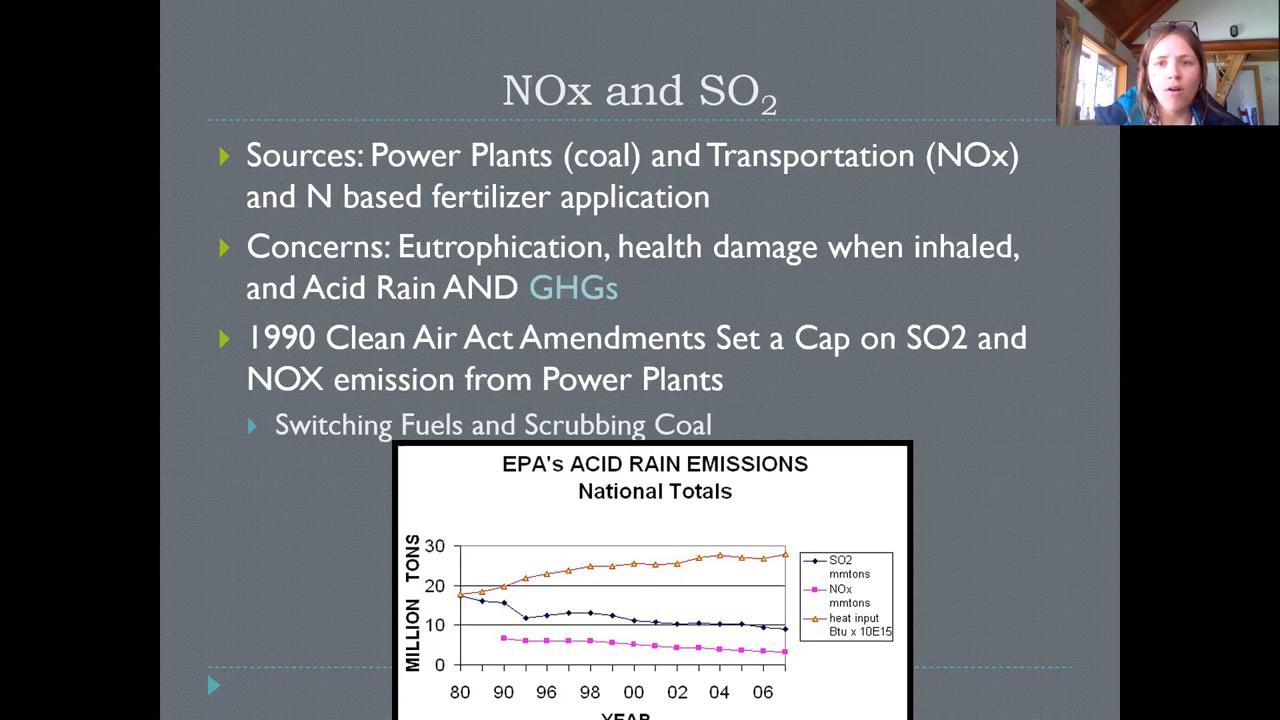 NOx and SO₂
Sources: Power Plants (coal) and Transportation (NOx)
and N based fertilizer application
Concerns: Eutrophication, health damage when inhaled,
and Acid Rain AND GHGs
1990 Clean Air Act Amendments Set a Cap on SO2 and
NOX emission from Power Plants
Switching Fuels and Scrubbing Coal
EPA's ACID RAIN EMISSIONS
National Totals
MILLION TONS
30
20
10
0
80 90 96 98 00 02 04 06
YEAR
SO2
mmtons
NOx
mmtons
heat input
Btu x 10E15